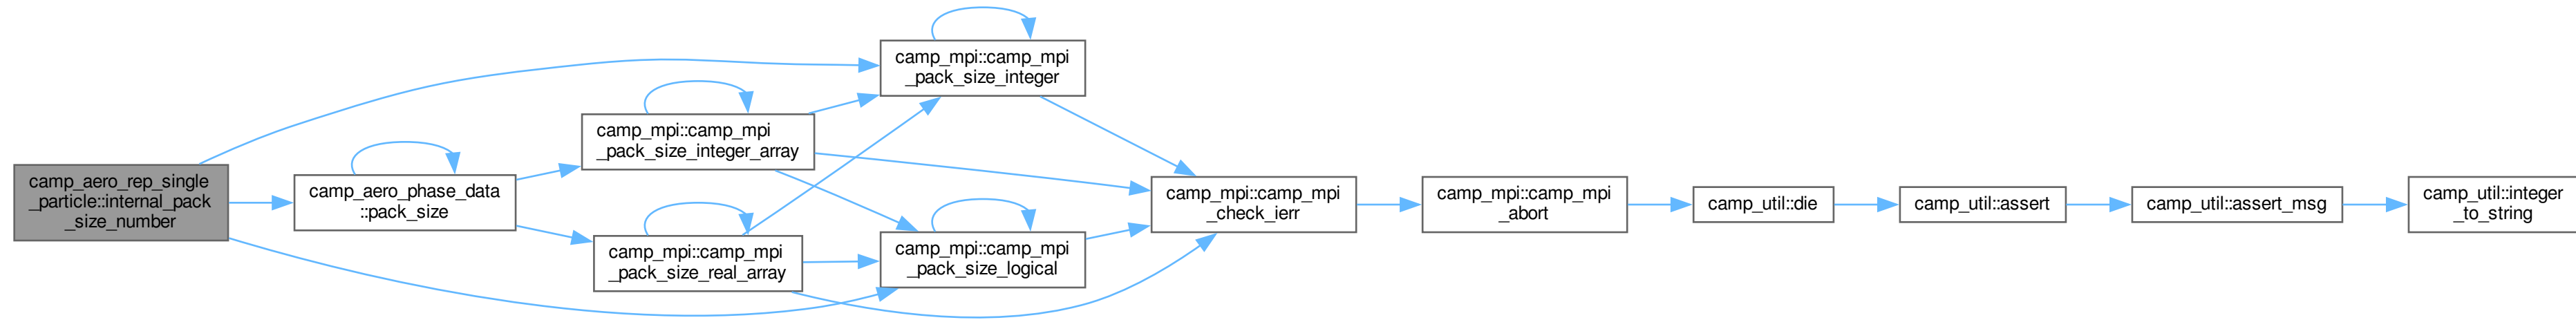 camp_aero_rep_single
_particle::internal_pack
_size_number
camp_aero_phase_data
::pack_size
camp_mpi::camp_mpi
_pack_size_integer_array
camp_mpi::camp_mpi
_pack_size_real_array
camp_mpi::camp_mpi
_pack_size_integer
camp_mpi::camp_mpi
_pack_size_logical
camp_mpi::camp_mpi
_check_ierr
camp_mpi::camp_mpi
_abort
camp_util::die
camp_util::assert
camp_util::assert_msg
camp_util::integer
_to_string